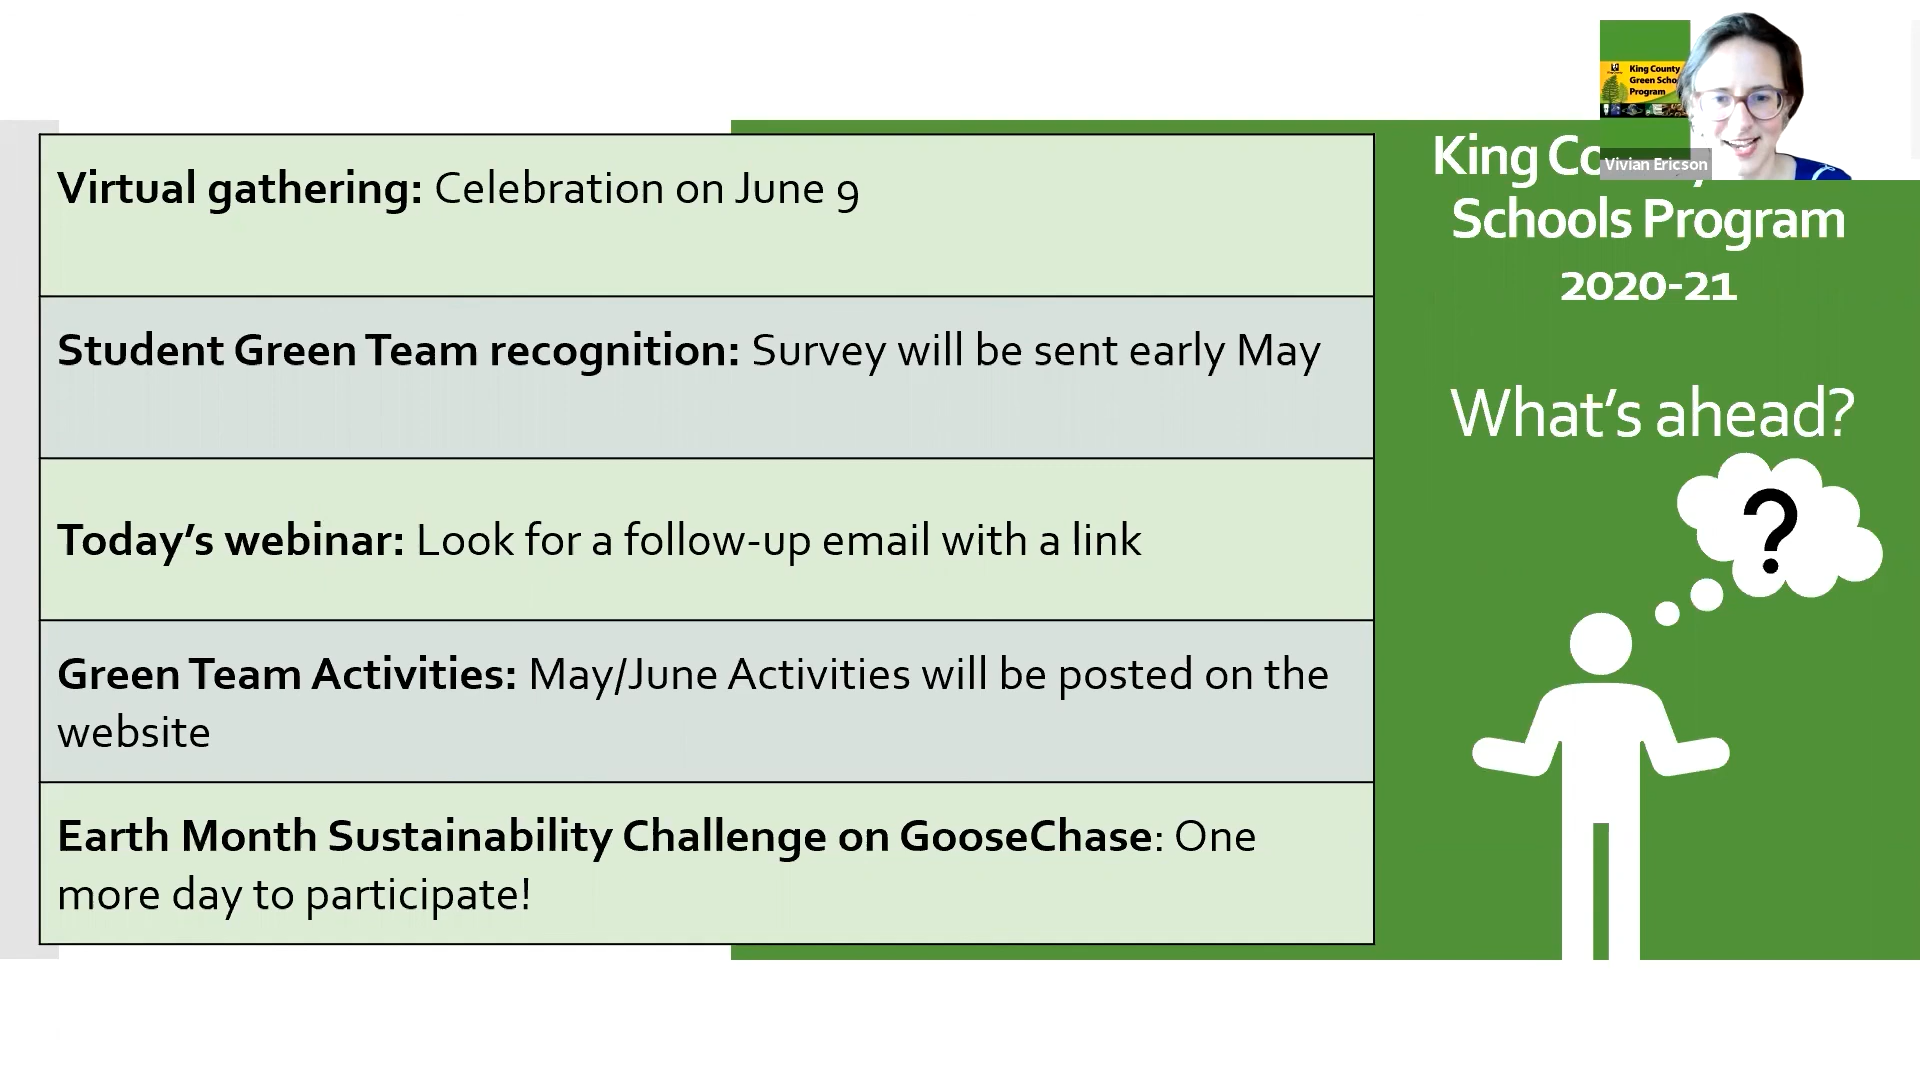 Virtual gathering: Celebration on June 9
Student Green Team recognition: Survey will be sent early May
Today's webinar: Look for a follow-up email with a link
Green Team Activities: May/June Activities will be posted on the
website
Earth Month Sustainability Challenge on GooseChase: One
more day to participate!
King County
Green Scho
Program
Vivian Ericson
King Co
Schools Program
2020-21
What's ahead?
?